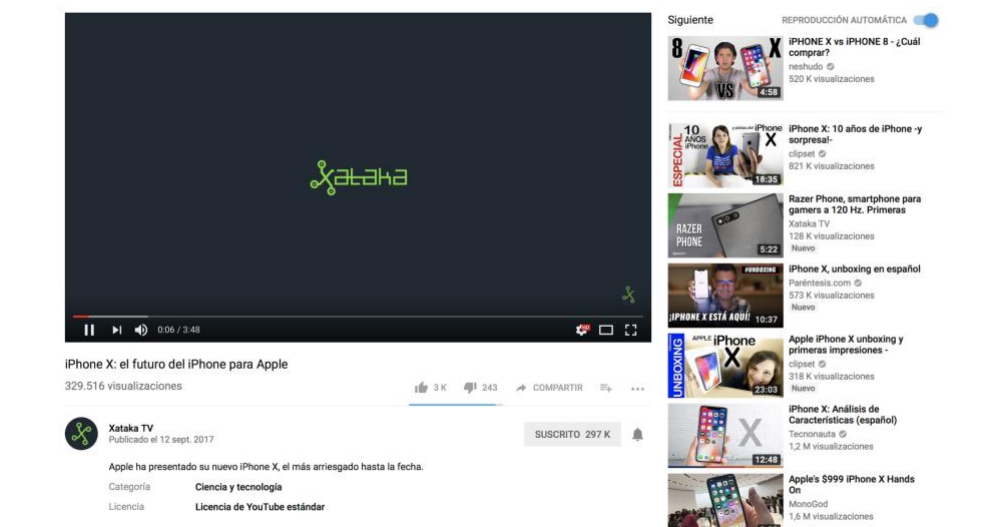 xataka
0:06 / 3:48
iPhone X: el futuro del iPhone para Apple
329.516 visualizaciones
3 K
243
COMPARTIR
Xataka TV
Publicado el 12 sept. 2017
SUSCRITO 297 K
Apple ha presentado su nuevo iPhone X, el más arriesgado hasta la fecha.
Categoría
Ciencia y tecnología
Licencia
Licencia de YouTube estándar
Siguiente
REPRODUCCIÓN AUTOMÁTICA
8
X
VS
4:58
iPHONE X vs iPHONE 8 - ¿Cuál
comprar?
neshudo
520 K visualizaciones
ESPECIAL
10
AÑOS
iPhone
iPhone
X
18:35
iPhone X: 10 años de iPhone -y
sorpresa!-
clipset
821 K visualizaciones
RAZER
PHONE
5:22
Razer Phone, smartphone para
gamers a 120 Hz. Primeras
Xataka TV
128 K visualizaciones
Nuevo
#UNBOXING
¡IPHONE X ESTÁ AQUÍ!
10:37
iPhone X, unboxing en español
Paréntesis.com
573 K visualizaciones
Nuevo
UNBOXING
APPLE iPhone
X
23:03
Apple iPhone X unboxing y
primeras impresiones -
clipset
318 K visualizaciones
Nuevo
X
12:48
iPhone X: Análisis de
Características (español)
Tecnonauta
1,2 M visualizaciones
Apple's $999 iPhone X Hands
On
MonoGod
1,6 M visualizaciones